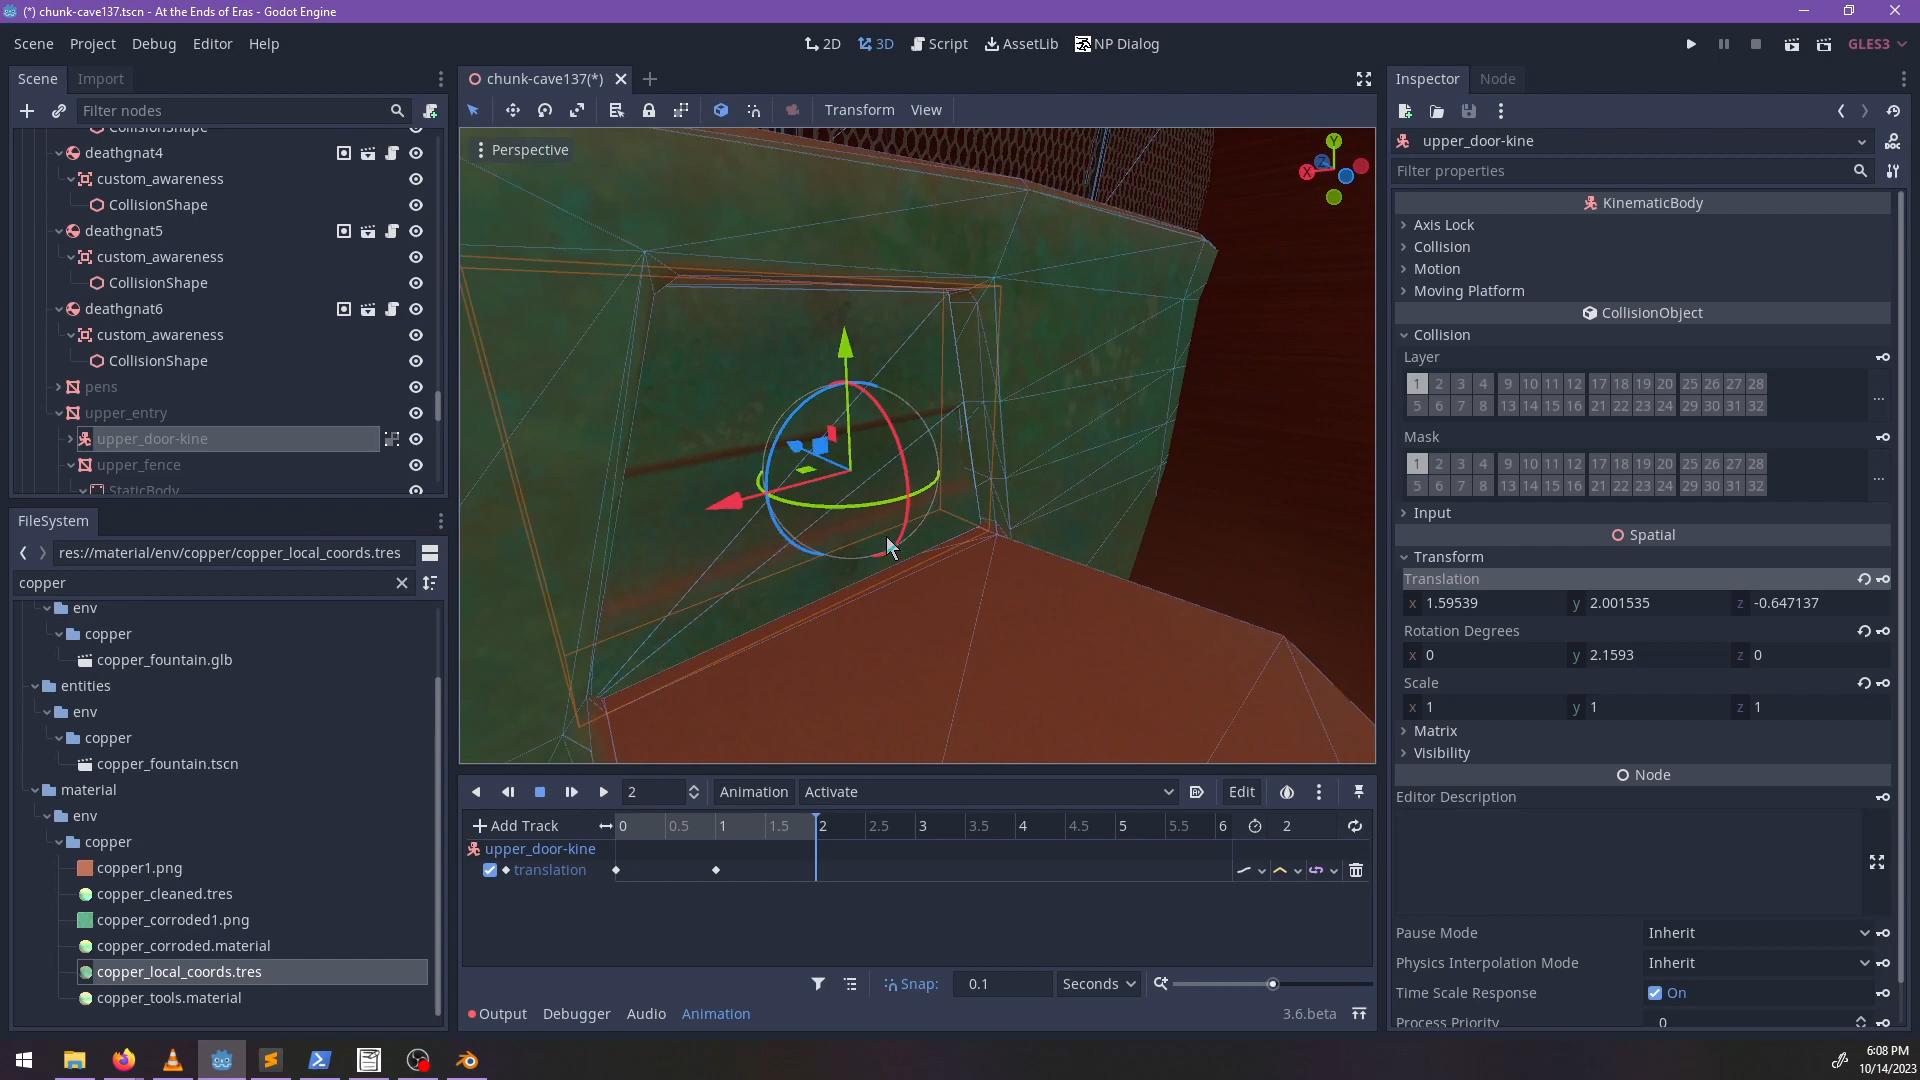 (*) chunk-cave137.tscn - At the Ends of Eras - Godot Engine
Scene Project Debug Editor Help
2D 3D Script AssetLib NP Dialog
GLES3
Scene Import
Filter nodes
CollisionShape
deathgnat4
custom_awareness
CollisionShape
deathgnat5
custom_awareness
CollisionShape
deathgnat6
custom_awareness
CollisionShape
pens
upper_entry
upper_door-kine
upper_fence
StaticBody
FileSystem
res://material/env/copper/copper_local_coords.tres
copper
env
copper
copper_fountain.glb
entities
env
copper
copper_fountain.tscn
material
env
copper
copper1.png
copper_cleaned.tres
copper_corroded1.png
copper_corroded.material
copper_local_coords.tres
copper_tools.material
chunk-cave137(*)
Transform View
Perspective
Y
X
Z
2 Animation Activate Edit
Add Track 0 0.5 1 1.5 2 2.5 3 3.5 4 4.5 5 5.5 6 2
upper_door-kine
translation
Snap: 0.1 Seconds
Output Debugger Audio Animation 3.6.beta
Inspector Node
upper_door-kine
Filter properties
KinematicBody
Axis Lock
Collision
Motion
Moving Platform
CollisionObject
Collision
Layer
1 2 3 4 9 10 11 12 17 18 19 20 25 26 27 28
5 6 7 8 13 14 15 16 21 22 23 24 29 30 31 32
...
Mask
1 2 3 4 9 10 11 12 17 18 19 20 25 26 27 28
5 6 7 8 13 14 15 16 21 22 23 24 29 30 31 32
...
Input
Spatial
Transform
Translation
x 1.59539 y 2.001535 z -0.647137
Rotation Degrees
x 0 y 2.1593 z 0
Scale
x 1 y 1 z 1
Matrix
Visibility
Node
Editor Description
Pause Mode Inherit
Physics Interpolation Mode Inherit
Time Scale Response On
Process Priority 0
6:08 PM
10/14/2023